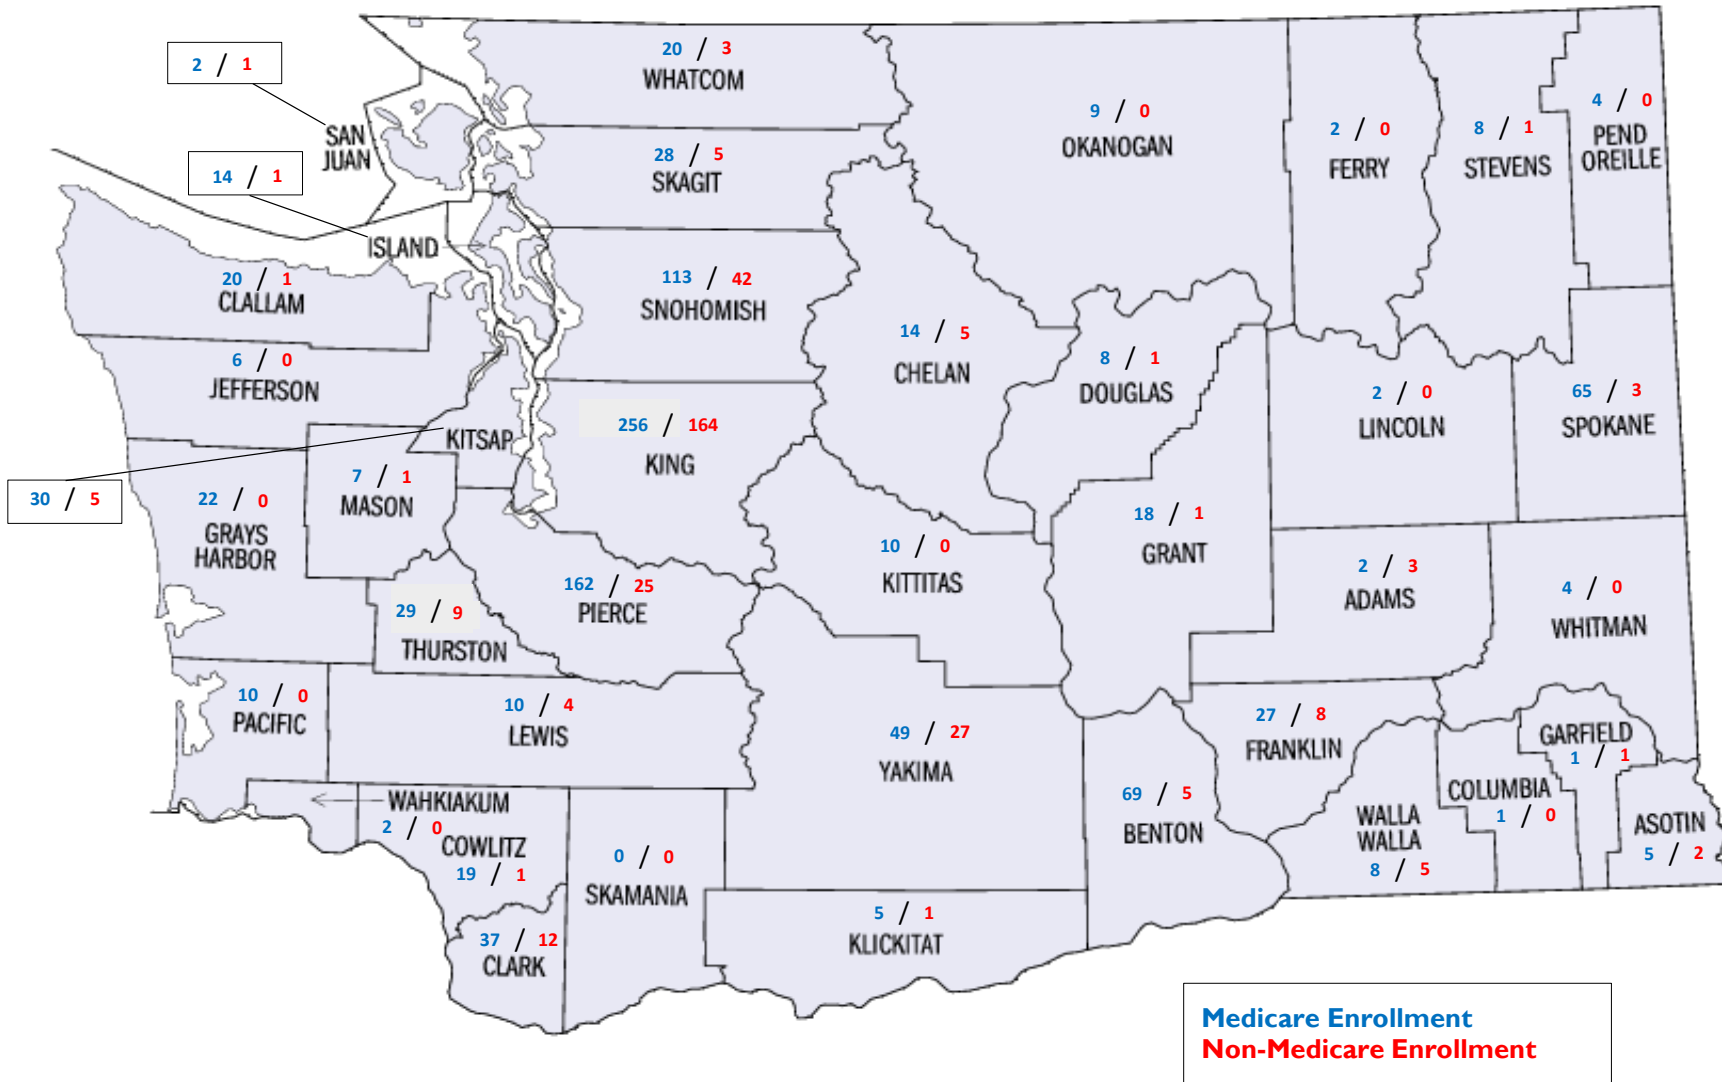 20 / 3
WHATCOM
2 / 1
SAN
JUAN
9 / 0
OKANOGAN
2 / 0
FERRY
8 / 1
STEVENS
4 / 0
PEND
OREILLE
28 / 5
SKAGIT
14 / 1
ISLAND
20 / 1
CLALLAM
113 / 42
SNOHOMISH
14 / 5
CHELAN
8 / 1
DOUGLAS
6 / 0
JEFFERSON
2 / 0
LINCOLN
65 / 3
SPOKANE
256 / 164
KING
KITSAP
30 / 5
7 / 1
MASON
22 / 0
GRAYS
HARBOR
18 / 1
GRANT
10 / 0
KITTITAS
162 / 25
PIERCE
29 / 9
THURSTON
2 / 3
ADAMS
4 / 0
WHITMAN
10 / 0
PACIFIC
10 / 4
LEWIS
49 / 27
YAKIMA
27 / 8
FRANKLIN
GARFIELD
1 / 1
COLUMBIA
1 / 0
WALLA
WALLA
8 / 5
ASOTIN
5 / 2
69 / 5
BENTON
WAHKIAKUM
2 / 0
COWLITZ
19 / 1
0 / 0
SKAMANIA
5 / 1
KLICKITAT
37 / 12
CLARK
Medicare Enrollment
Non-Medicare Enrollment